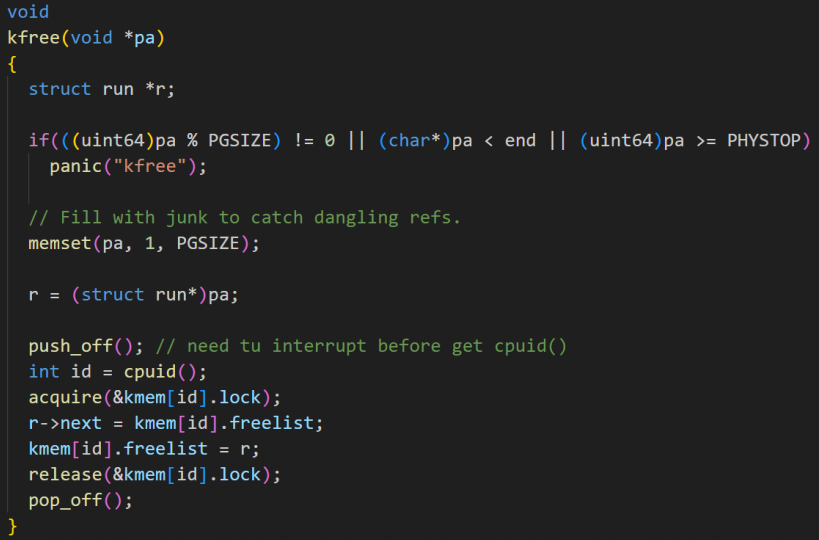 void
kfree(void *pa)
{
  struct run *r;

  if(((uint64)pa % PGSIZE) != 0 || (char*)pa < end || (uint64)pa >= PHYSTOP)
    panic("kfree");

  // Fill with junk to catch dangling refs.
  memset(pa, 1, PGSIZE);

  r = (struct run*)pa;

  push_off(); // need tu interrupt before get cpuid()
  int id = cpuid();
  acquire(&kmem[id].lock);
  r->next = kmem[id].freelist;
  kmem[id].freelist = r;
  release(&kmem[id].lock);
  pop_off();
}